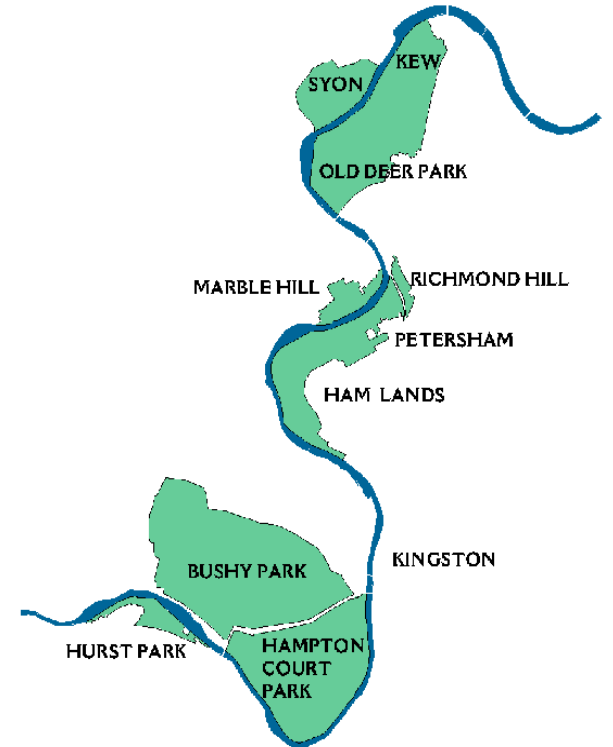 KEW
SYON
OLD DEER PARK
RICHMOND HILL
MARBLE HILL
PETERSHAM
HAM LANDS
KINGSTON
BUSHY PARK
HURST PARK
HAMPTON
COURT
PARK